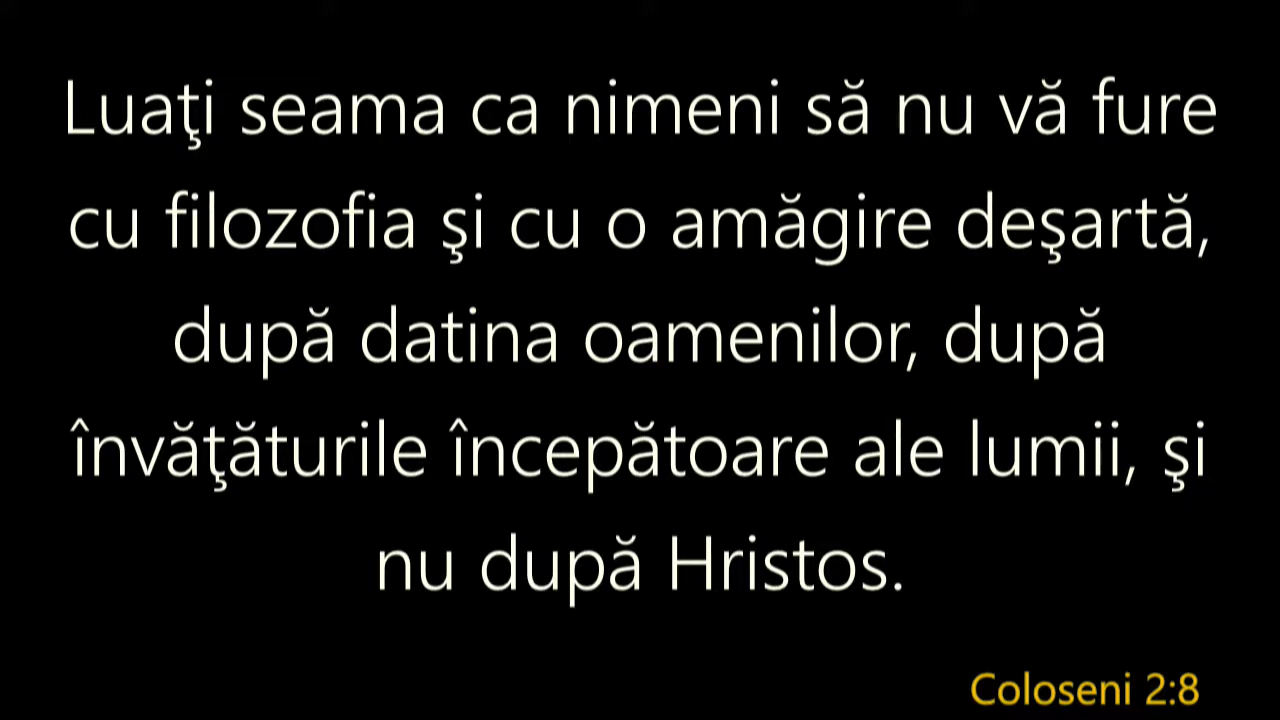 Luaţi seama ca nimeni să nu vă fure
cu filozofia şi cu o amăgire deşartă,
după datina oamenilor, după
învăţăturile începătoare ale lumii, şi
nu după Hristos.
Coloseni 2:8